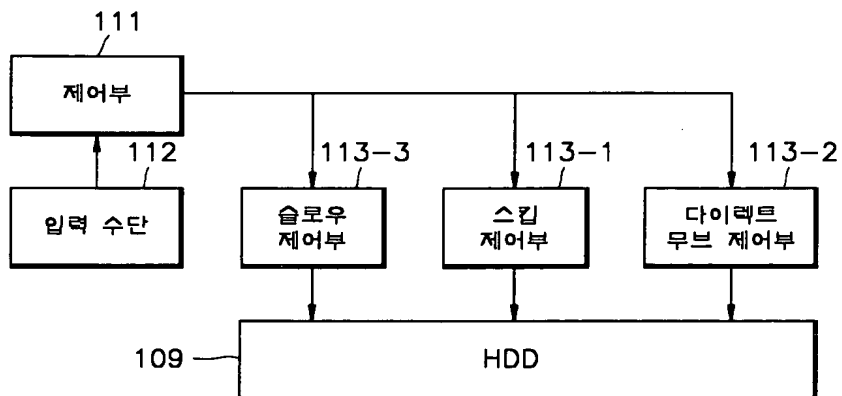 111
제어부
112
입력 수단
113-3
슬로우
제어부
113-1
스킵
제어부
113-2
다이렉트
무브 제어부
109
HDD